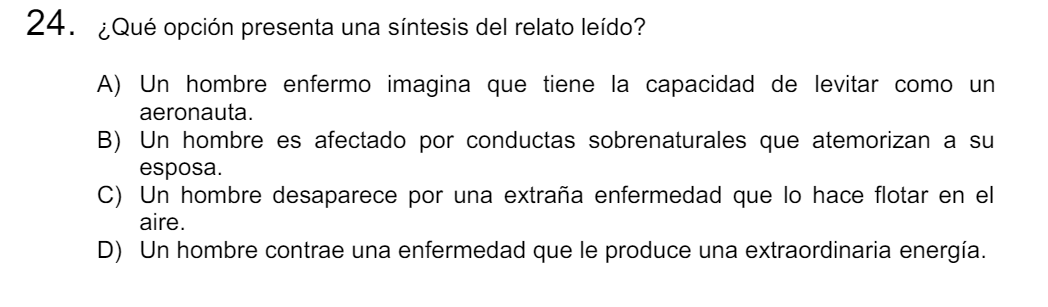 24. ¿Qué opción presenta una síntesis del relato leído?
A) Un hombre enfermo imagina que tiene la capacidad de levitar como un
aeronauta.
B) Un hombre es afectado por conductas sobrenaturales que atemorizan a su
esposa.
C) Un hombre desaparece por una extraña enfermedad que lo hace flotar en el
aire.
D) Un hombre contrae una enfermedad que le produce una extraordinaria energía.